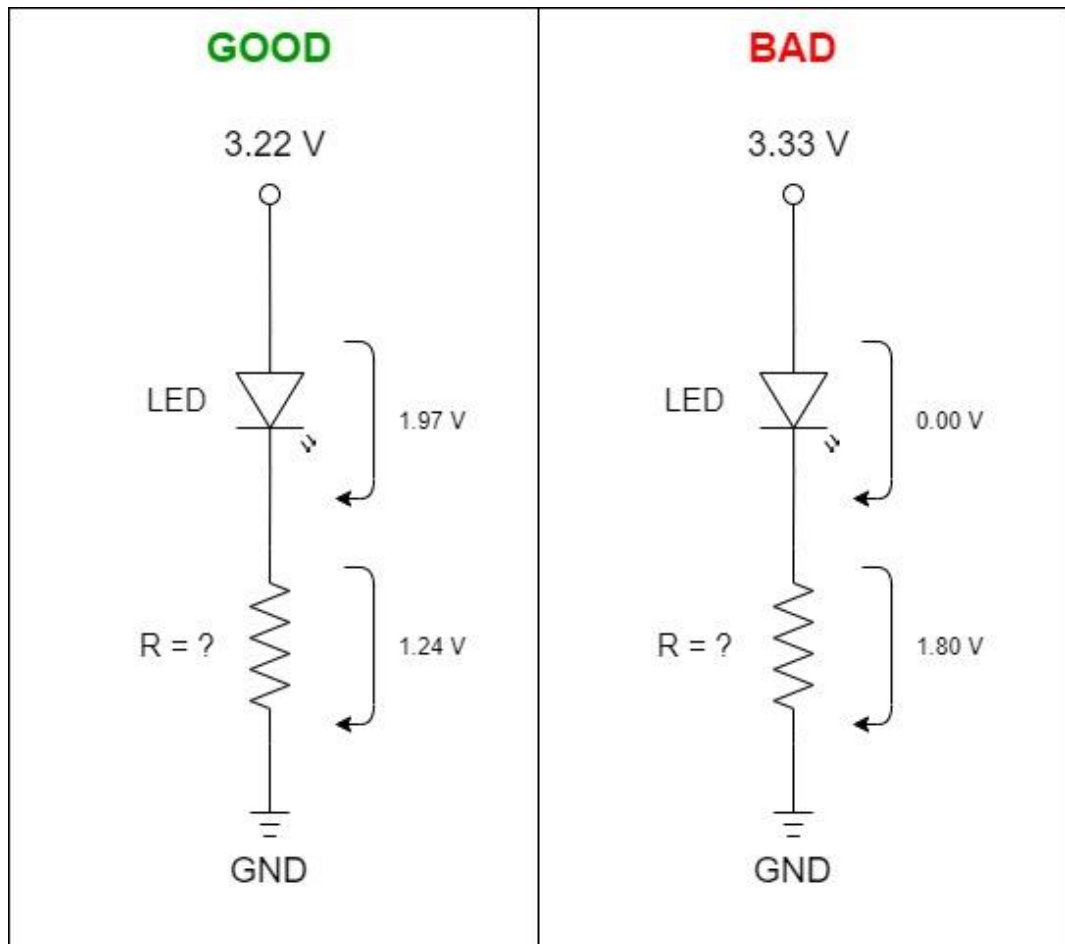 GOOD
3.22 V
LED
1.97 V
R = ?
1.24 V
GND
BAD
3.33 V
LED
0.00 V
R = ?
1.80 V
GND